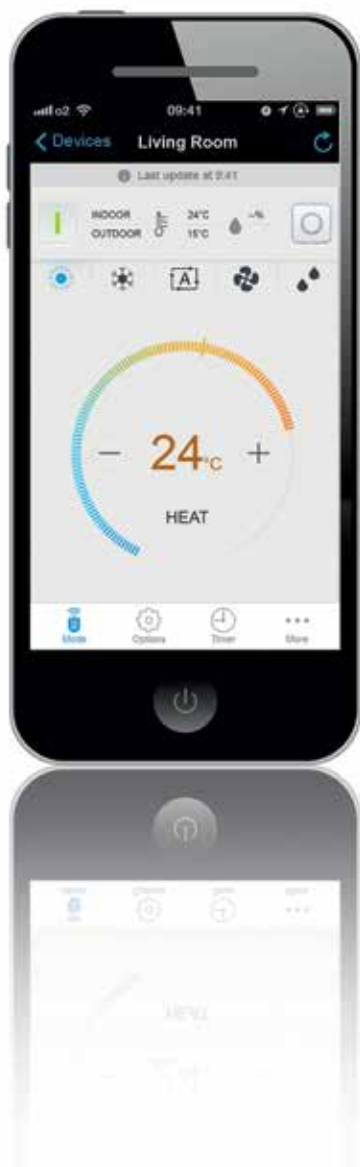 o2 09:41
Devices Living Room
Last update at 9:41
INDOOR 24°C --%
OUTDOOR 15°C
A
24°C
HEAT
Mode Options Timer More
HEAT